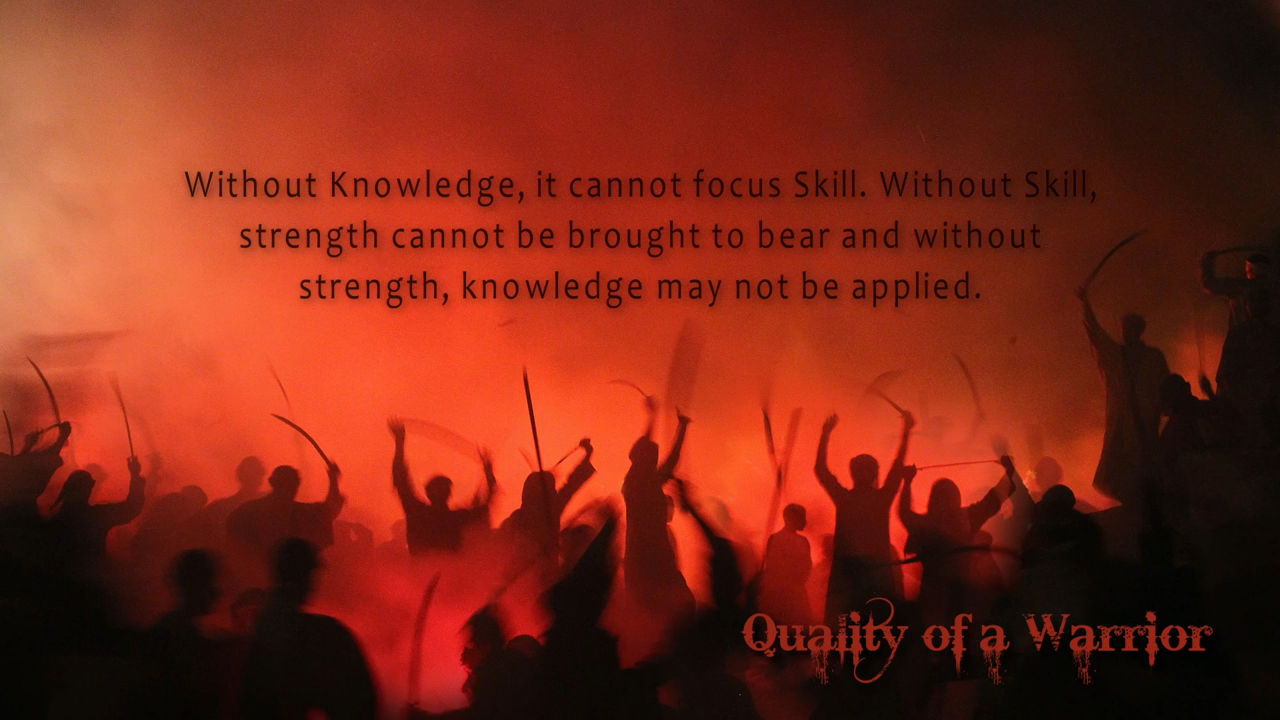 Without Knowledge, it cannot focus Skill. Without Skill,
strength cannot be brought to bear and without
strength, knowledge may not be applied.
Quality of a Warrior